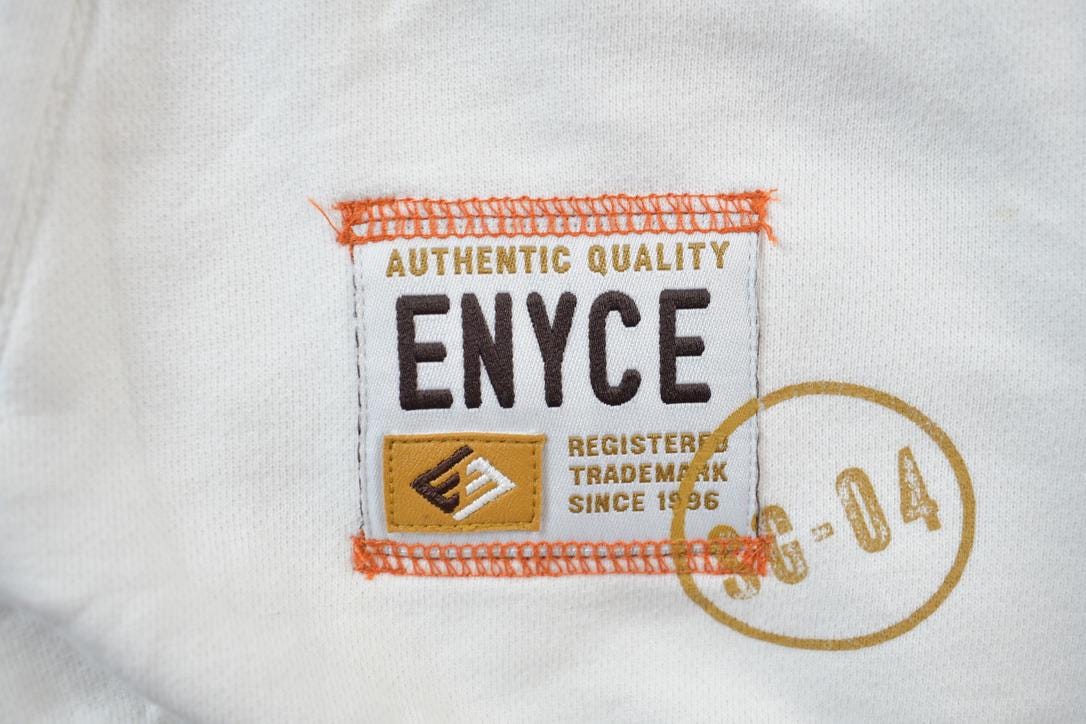 AUTHENTIC QUALITY
ENYCE
REGISTERED
TRADEMARK
SINCE 1996
SG-04